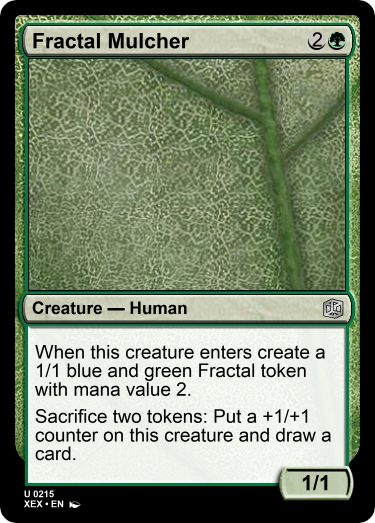 Fractal Mulcher 2
Creature — Human
When this creature enters create a
1/1 blue and green Fractal token
with mana value 2.
Sacrifice two tokens: Put a +1/+1
counter on this creature and draw a
card.
1/1
U 0215
XEX • EN